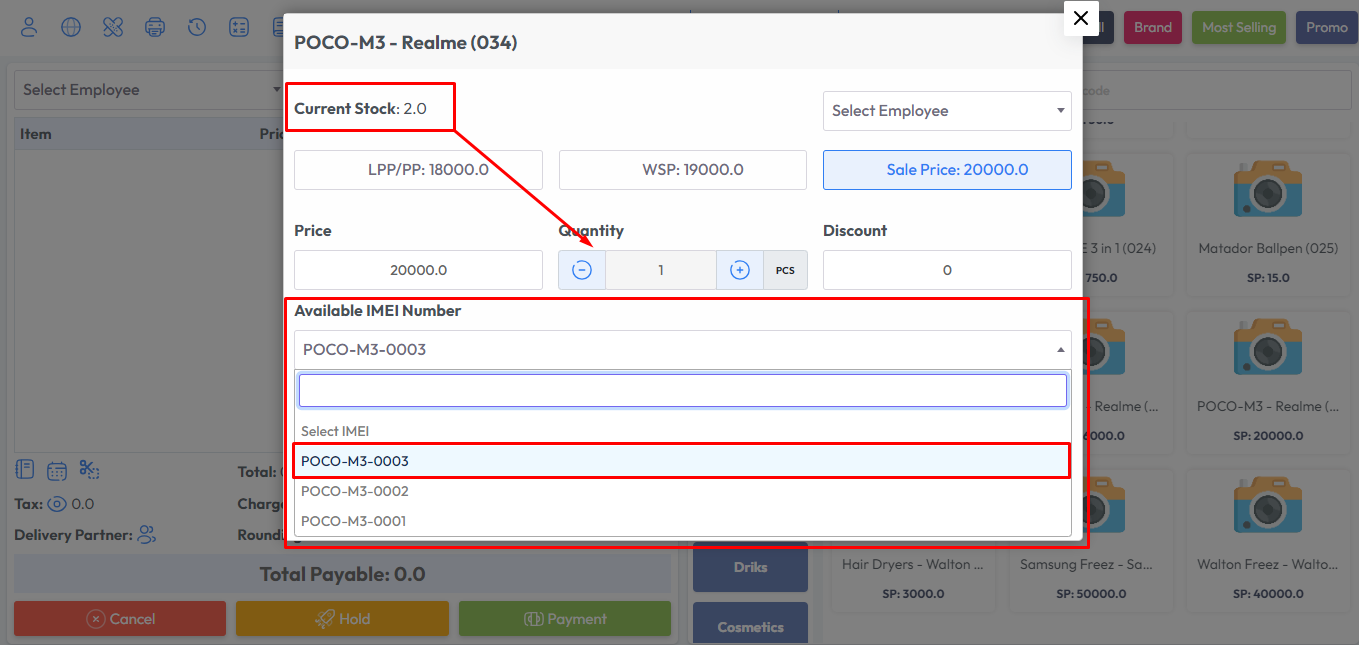 Brand
Most Selling
Promo
POCO-M3 - Realme (034)
Select Employee
Current Stock: 2.0
Select Employee
code
Item
LPP/PP: 18000.0
WSP: 19000.0
Sale Price: 20000.0
Price
Quantity
Discount
20000.0
1
PCS
0
E 3 in 1 (024)
Matador Ballpen (025)
750.0
SP: 15.0
Available IMEI Number
POCO-M3-0003
Select IMEI
POCO-M3-0003
POCO-M3-0002
POCO-M3-0001
- Realme (...
POCO-M3 - Realme (...
SP: 20000.0
Total:
Tax: 0.0
Delivery Partner:
Total Payable: 0.0
Cancel
Hold
Payment
Driks
Cosmetics
Hair Dryers - Walton ...
Samsung Freez - Sa...
Walton Freez - Walto...
SP: 3000.0
SP: 50000.0
SP: 40000.0